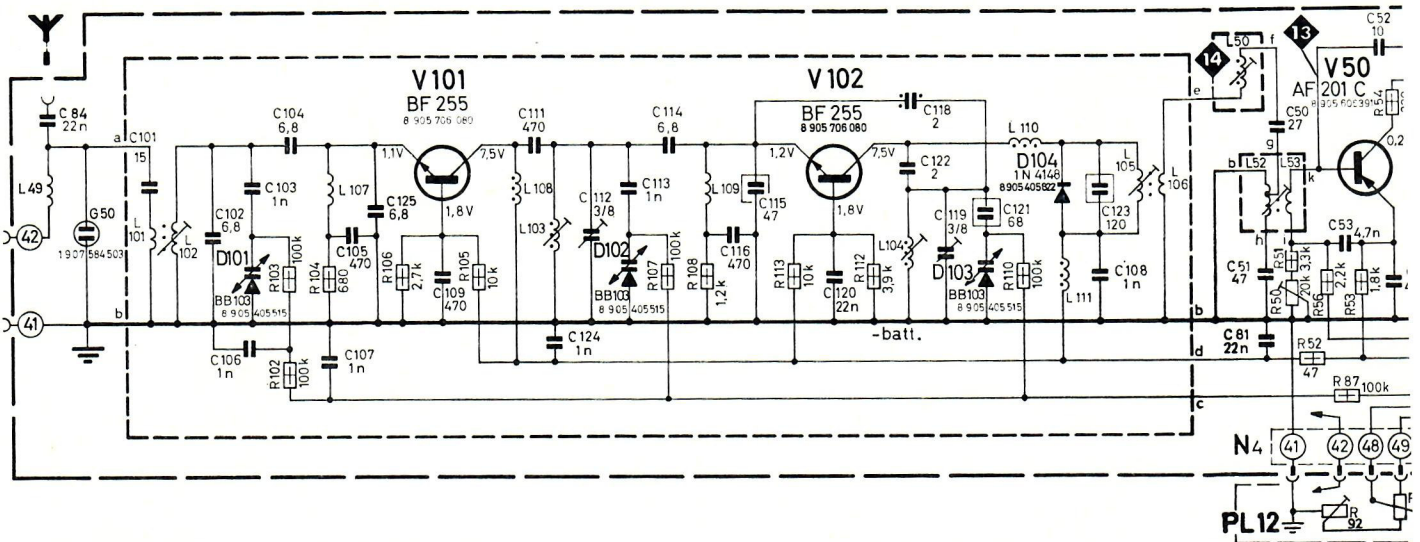 C 84
22n
L49
42
G50
1 907 584 503
41
a
b
C101
15
L
101
L
102
C104
6,8
C103
1n
C102
6,8
D101
BB103
8 905 405 515
R103
100k
C106
1n
R102
100k
L107
C125
6,8
C105
470
R104
680
C107
1n
V101
BF 255
8 905 706 080
1,1V
7,5V
1,8V
R106
2,7k
C109
470
R105
10k
C111
470
L108
L103
C112
3/8
C124
1n
C114
6,8
C113
1n
D102
BB103
8 905 405 515
R107
100k
L109
C115
47
C116
470
R108
1,2k
V102
BF 255
8 905 706 080
1,2V
7,5V
1,8V
R113
10k
C120
22n
R112
3,9k
-batt.
C118
2
C122
2
L104
C119
3/8
D103
BB103
8 905 405 515
C121
68
R110
100k
L110
D104
1N 4148
8 905 405 822
C123
120
L111
C108
1n
L
105
L
106
e
b
d
c
14
L50
f
13
C52
10
V50
AF 201 C
R54
0,2
C50
27
g
b
L52
L53
k
h
i
C51
47
R51
3,3k
R50
20k
C53
4,7n
R56
2,2k
R53
1,8k
C81
22n
R52
47
R87
100k
N4
41
42
48
49
PL12
R
92